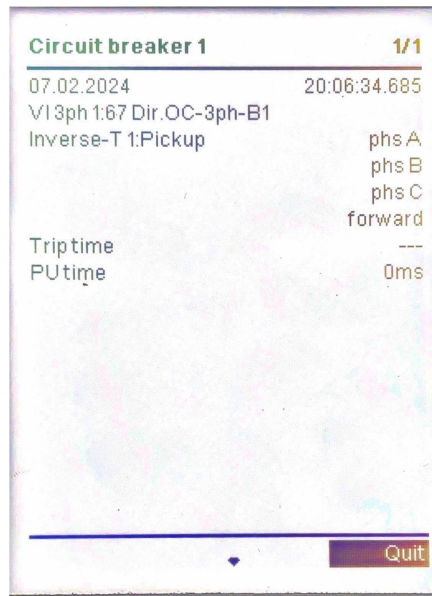 Circuit breaker 1 1/1
07.02.2024 20:06:34.685
VI 3ph 1:67 Dir.OC-3ph-B1
Inverse-T 1:Pickup phs A
phs B
phs C
forward
Trip time ---
PU time 0ms
Quit